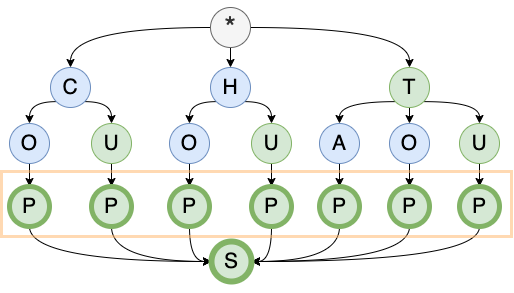 *
C H T
O U O U A O U
P P P P P P P
S